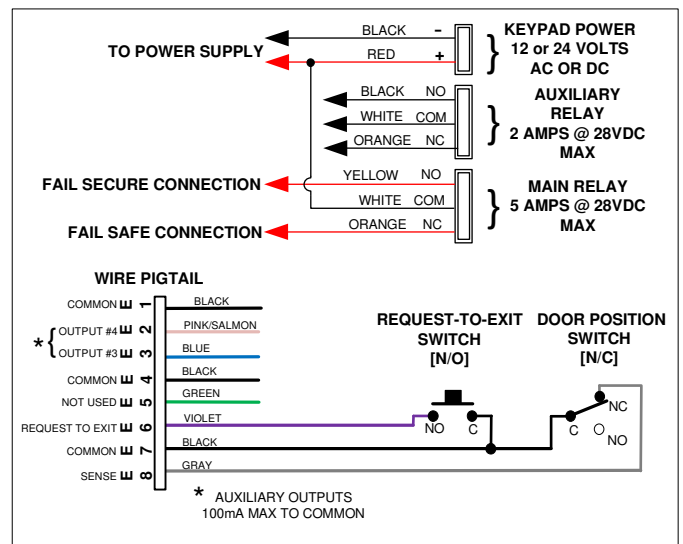 BLACK -
KEYPAD POWER
TO POWER SUPPLY
RED +
12 or 24 VOLTS
AC OR DC
BLACK NO
AUXILIARY
WHITE COM
RELAY
ORANGE NC
2 AMPS @ 28VDC
MAX
YELLOW NO
FAIL SECURE CONNECTION
MAIN RELAY
WHITE COM
5 AMPS @ 28VDC
ORANGE NC
MAX
FAIL SAFE CONNECTION
WIRE PIGTAIL
COMMON E 1 BLACK
* { OUTPUT #4 E 2 PINK/SALMON
OUTPUT #3 E 3 BLUE
COMMON E 4 BLACK
NOT USED E 5 GREEN
REQUEST TO EXIT E 6 VIOLET
COMMON E 7 BLACK
SENSE E 8 GRAY
REQUEST-TO-EXIT
SWITCH
[N/O]
NO C
DOOR POSITION
SWITCH
[N/C]
NC
C NO
* AUXILIARY OUTPUTS
100mA MAX TO COMMON